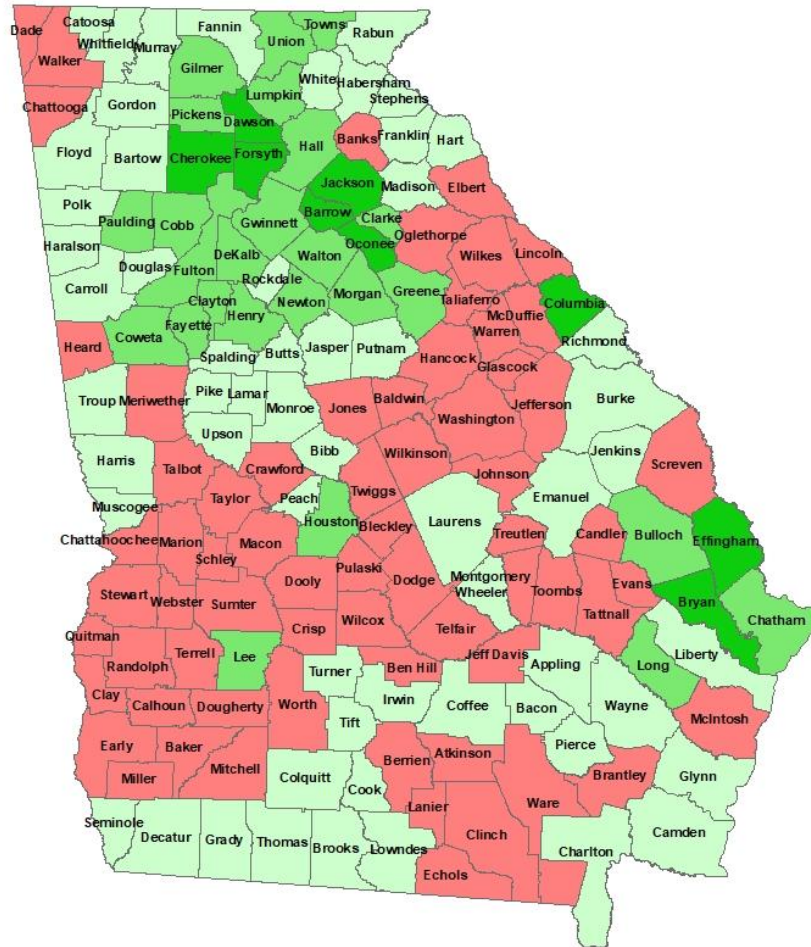 Dade
Catoosa
Fannin
Towns
Union
Rabun
Whitfield
Murray
Walker
Gilmer
White
Habersham
Lumpkin
Stephens
Chattooga
Gordon
Pickens
Dawson
Banks
Franklin
Hart
Hall
Floyd
Bartow
Cherokee
Forsyth
Jackson
Madison
Elbert
Polk
Barrow
Paulding
Cobb
Gwinnett
Clarke
Oglethorpe
Haralson
Oconee
DeKalb
Walton
Wilkes
Lincoln
Douglas
Fulton
Rockdale
Carroll
Clayton
Newton
Morgan
Greene
Taliaferro
Columbia
McDuffie
Henry
Fayette
Coweta
Warren
Richmond
Heard
Spalding
Butts
Jasper
Putnam
Hancock
Glascock
Troup
Meriwether
Pike
Lamar
Monroe
Jones
Baldwin
Washington
Jefferson
Burke
Upson
Bibb
Wilkinson
Jenkins
Harris
Talbot
Crawford
Johnson
Screven
Taylor
Peach
Twiggs
Emanuel
Muscogee
Houston
Laurens
Bleckley
Treutlen
Candler
Bulloch
Effingham
Chattahoochee
Marion
Macon
Schley
Pulaski
Dooly
Dodge
Montgomery
Wheeler
Toombs
Evans
Bryan
Stewart
Webster
Sumter
Tattnall
Chatham
Crisp
Wilcox
Telfair
Quitman
Terrell
Lee
Randolph
Turner
Ben Hill
Jeff Davis
Appling
Long
Liberty
Clay
Calhoun
Dougherty
Worth
Irwin
Coffee
Bacon
Wayne
Tift
McIntosh
Early
Baker
Pierce
Miller
Mitchell
Berrien
Atkinson
Brantley
Colquitt
Cook
Glynn
Lanier
Ware
Seminole
Decatur
Grady
Thomas
Brooks
Lowndes
Clinch
Charlton
Camden
Echols